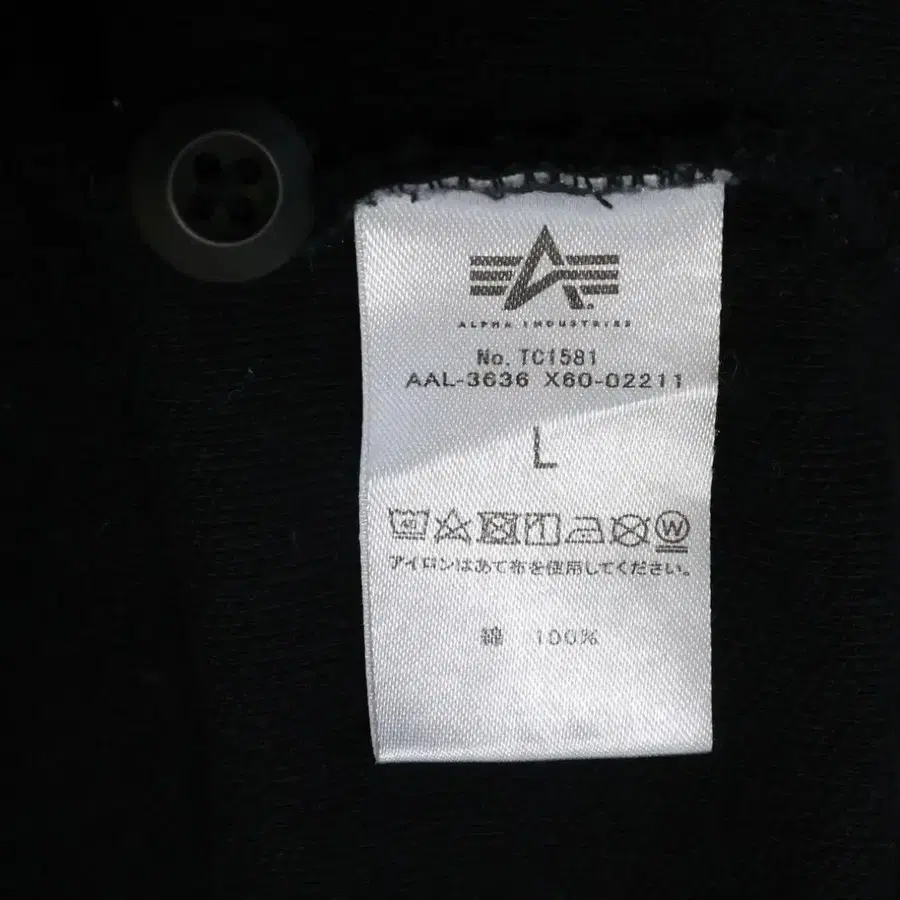 ALPHA INDUSTRIES
No. TC1581
AAL-3636 X60-02211
L
40 W
アイロンはあて布を使用してください。
綿 100%